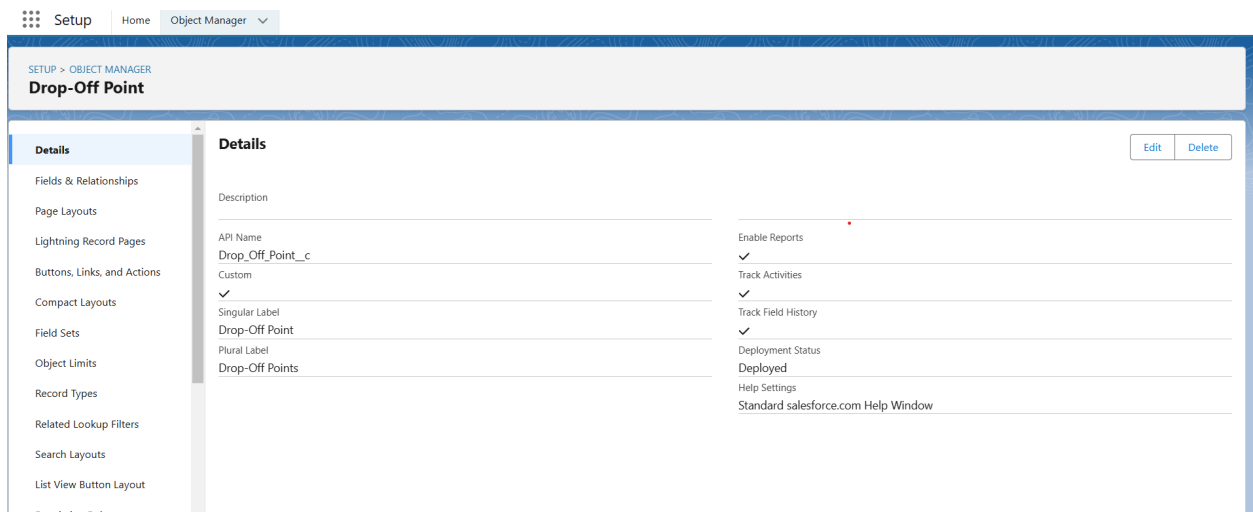 Setup
Home
Object Manager
SETUP > OBJECT MANAGER
Drop-Off Point
Details
Fields & Relationships
Page Layouts
Lightning Record Pages
Buttons, Links, and Actions
Compact Layouts
Field Sets
Object Limits
Record Types
Related Lookup Filters
Search Layouts
List View Button Layout
Details
Edit
Delete
Description
API Name
Drop_Off_Point__c
Custom
Singular Label
Drop-Off Point
Plural Label
Drop-Off Points
Enable Reports
Track Activities
Track Field History
Deployment Status
Deployed
Help Settings
Standard salesforce.com Help Window